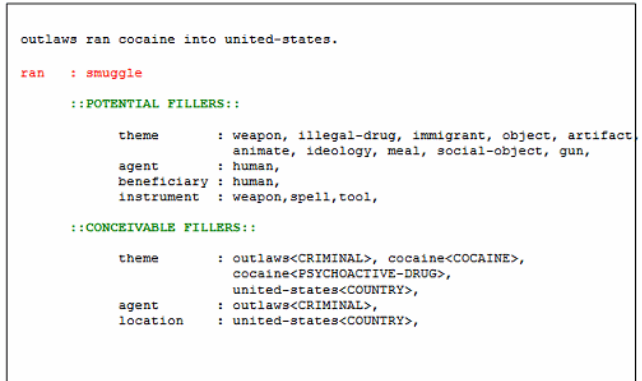 outlaws ran cocaine into united-states.
ran : smuggle
::POTENTIAL FILLERS::
theme : weapon, illegal-drug, immigrant, object, artifact,
animate, ideology, meal, social-object, gun,
agent : human,
beneficiary : human,
instrument : weapon,spell,tool,
::CONCEIVABLE FILLERS::
theme : outlaws<CRIMINAL>, cocaine<COCAINE>,
cocaine<PSYCHOACTIVE-DRUG>,
united-states<COUNTRY>,
agent : outlaws<CRIMINAL>,
location : united-states<COUNTRY>,